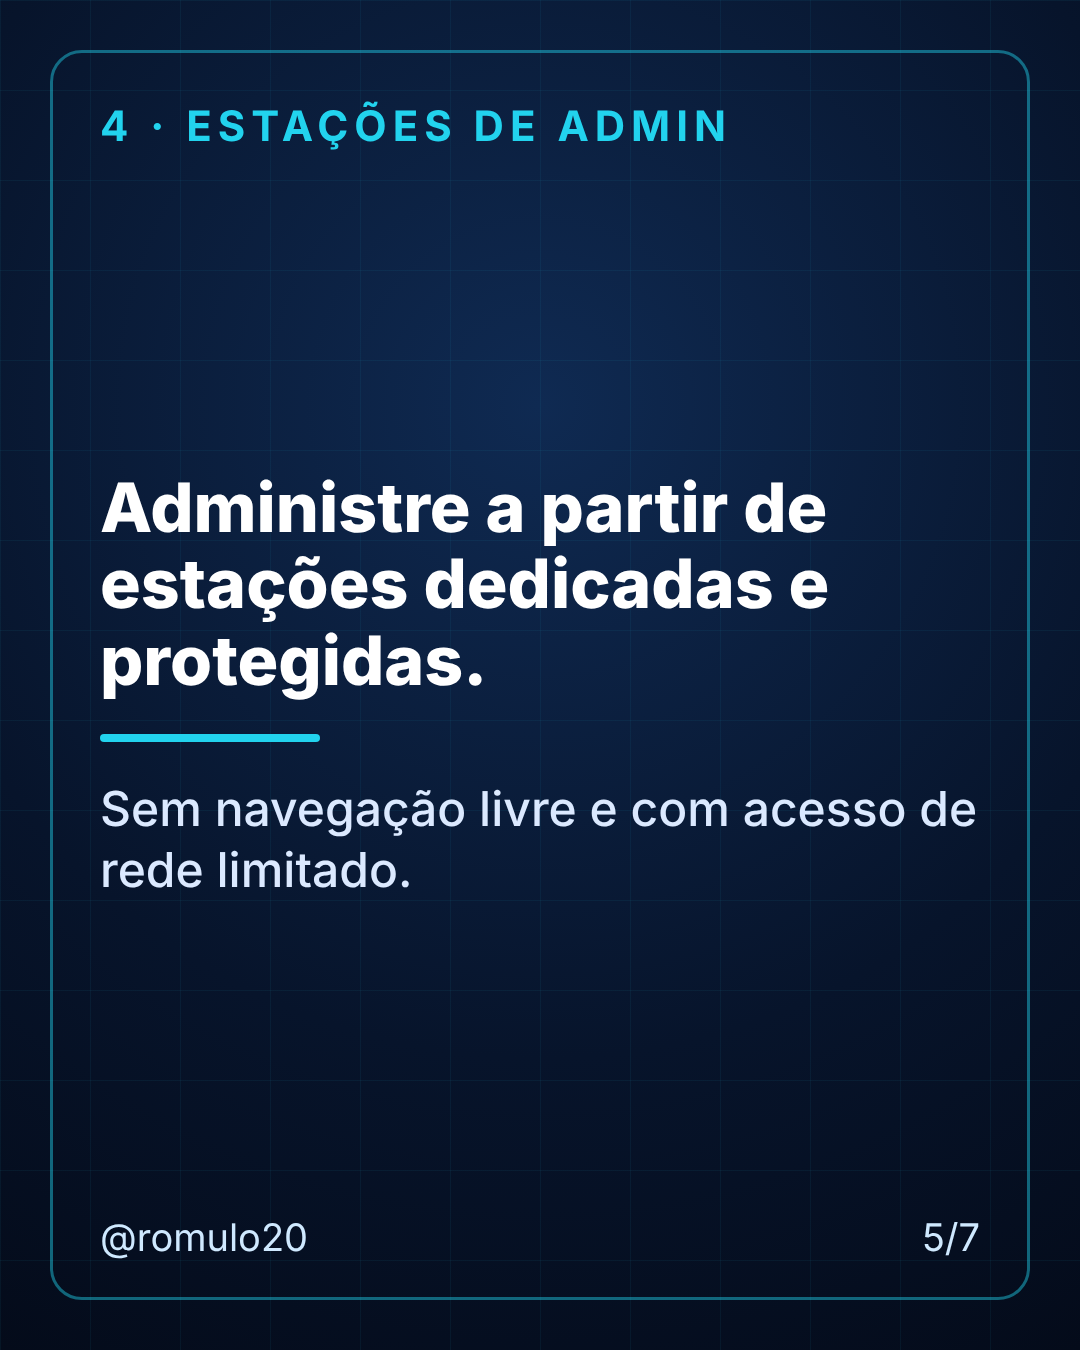 4 · ESTAÇÕES DE ADMIN
Administre a partir de
estações dedicadas e
protegidas.
Sem navegação livre e com acesso de
rede limitado.
@romulo20
5/7